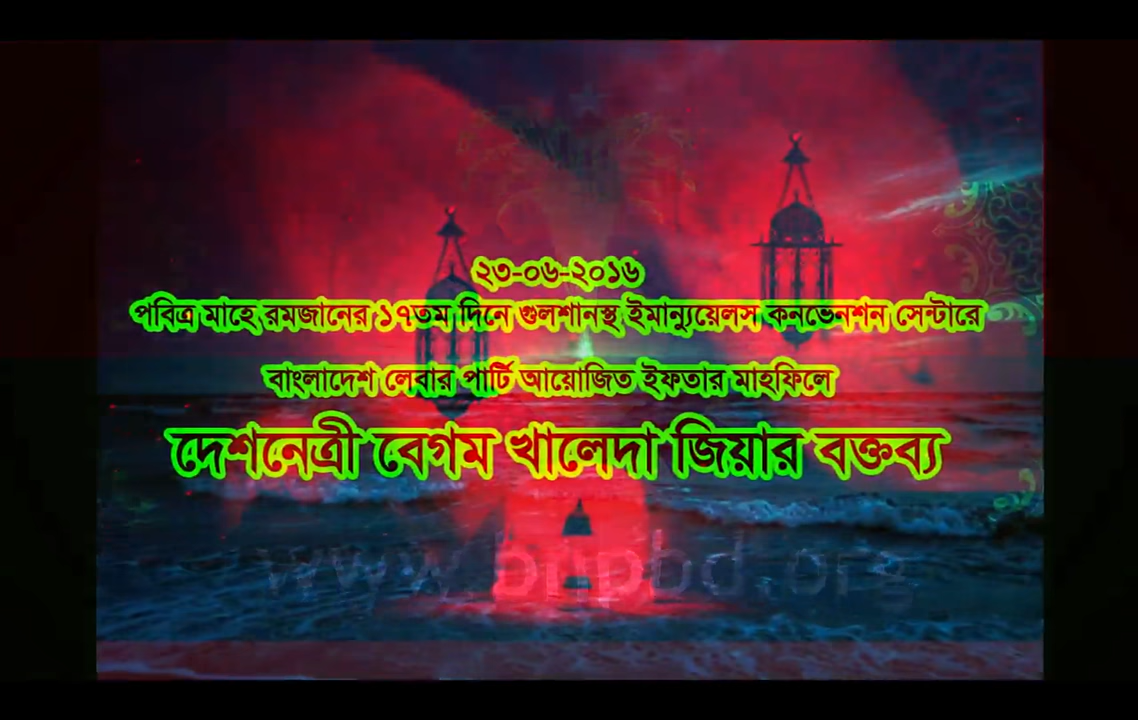 ২৩-০৬-২০১৬
পবিত্র মাহে রমজানের ১৭তম দিনে গুলশানস্থ ইমান্যুয়েলস কনভেনশন সেন্টারে
বাংলাদেশ লেবার পার্টি আয়োজিত ইফতার মাহফিলে
দেশনেত্রী বেগম খালেদা জিয়ার বক্তব্য
www.bnpbd.org